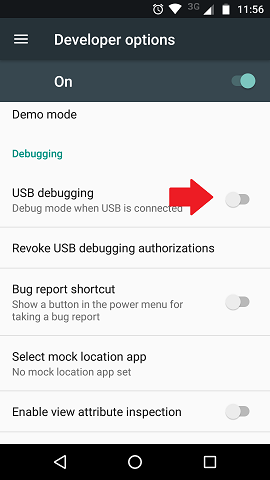 3G 11:56
Developer options
On
Demo mode
Debugging
USB debugging
Debug mode when USB is connected
Revoke USB debugging authorizations
Bug report shortcut
Show a button in the power menu for
taking a bug report
Select mock location app
No mock location app set
Enable view attribute inspection